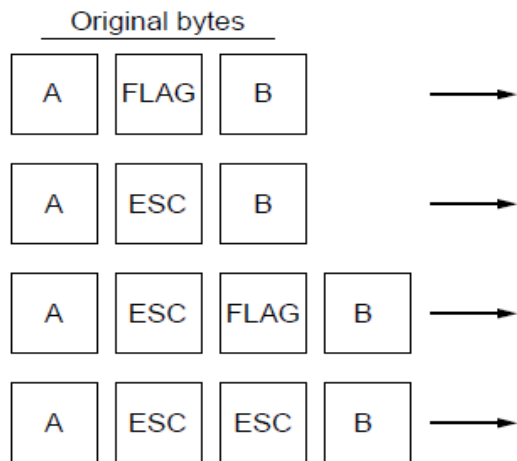 Original bytes
A FLAG B
A ESC B
A ESC FLAG B
A ESC ESC B